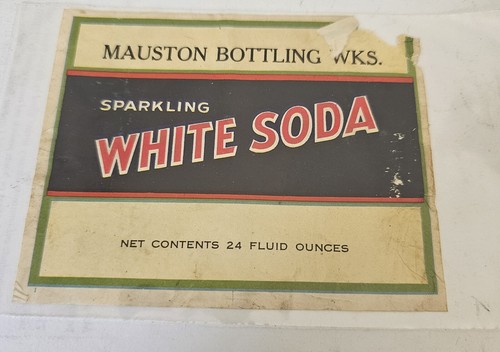 MAUSTON BOTTLING WKS.
SPARKLING
WHITE SODA
NET CONTENTS 24 FLUID OUNCES